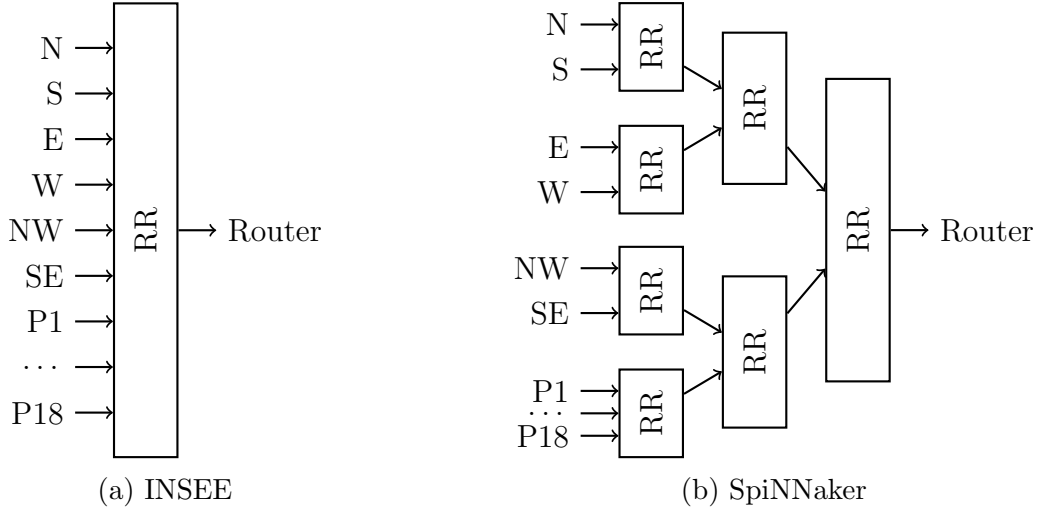 N
S
E
W
NW
SE
P1
...
P18
RR
Router
(a) INSEE
N
S
RR
E
W
RR
NW
SE
RR
P1
...
P18
RR
RR
RR
RR
Router
(b) SpiNNaker